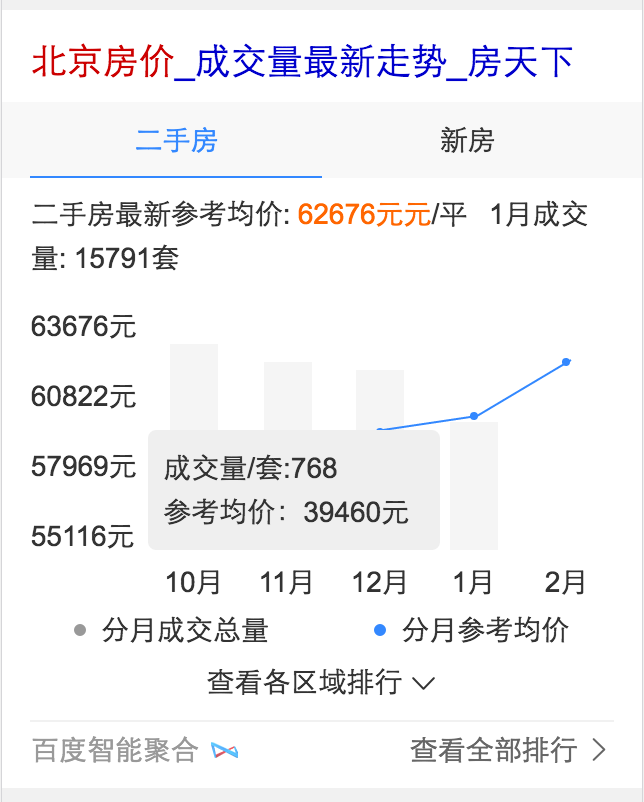 北京房价_成交量最新走势_房天下
二手房 新房
二手房最新参考均价: 62676元元/平 1月成交
量: 15791套
63676元
60822元
57969元
55116元
成交量/套:768
参考均价：39460元
10月 11月 12月 1月 2月
分月成交总量 分月参考均价
查看各区域排行
百度智能聚合 查看全部排行